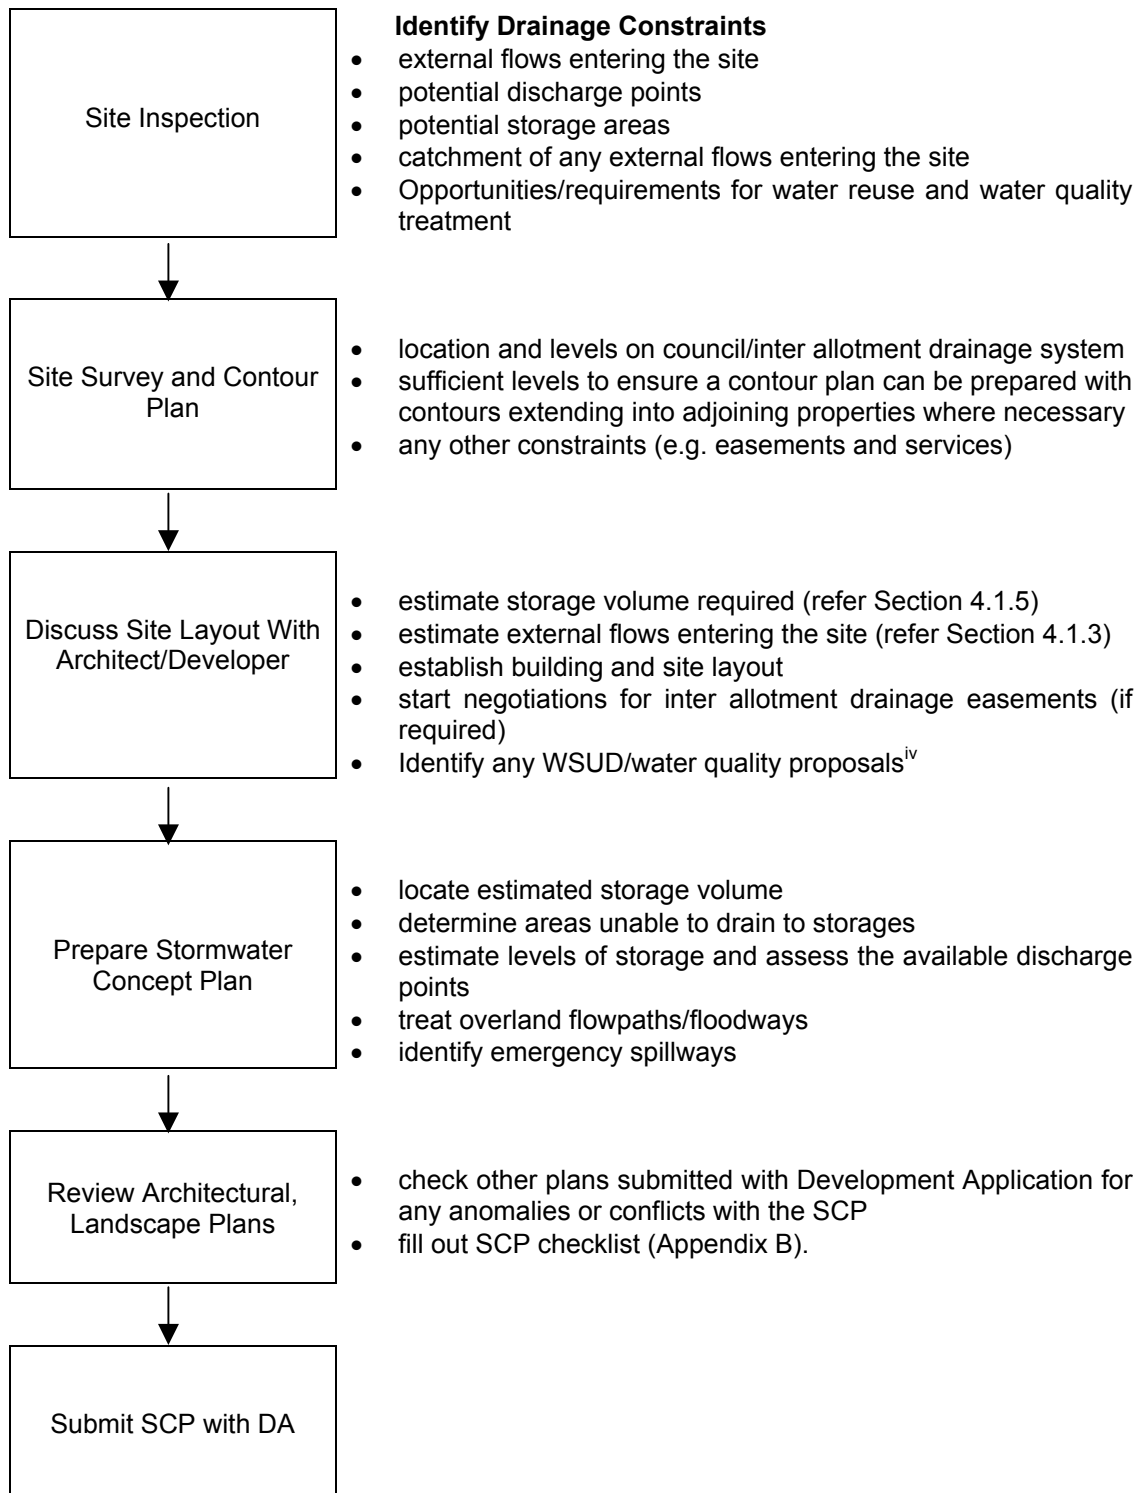 Identify Drainage Constraints
Site Inspection
• external flows entering the site
• potential discharge points
• potential storage areas
• catchment of any external flows entering the site
• Opportunities/requirements for water reuse and water quality
treatment
Site Survey and Contour
Plan
• location and levels on council/inter allotment drainage system
• sufficient levels to ensure a contour plan can be prepared with
contours extending into adjoining properties where necessary
• any other constraints (e.g. easements and services)
Discuss Site Layout With
Architect/Developer
• estimate storage volume required (refer Section 4.1.5)
• estimate external flows entering the site (refer Section 4.1.3)
• establish building and site layout
• start negotiations for inter allotment drainage easements (if
required)
• Identify any WSUD/water quality proposals^iv
Prepare Stormwater
Concept Plan
• locate estimated storage volume
• determine areas unable to drain to storages
• estimate levels of storage and assess the available discharge
points
• treat overland flowpaths/floodways
• identify emergency spillways
Review Architectural,
Landscape Plans
• check other plans submitted with Development Application for
any anomalies or conflicts with the SCP
• fill out SCP checklist (Appendix B).
Submit SCP with DA